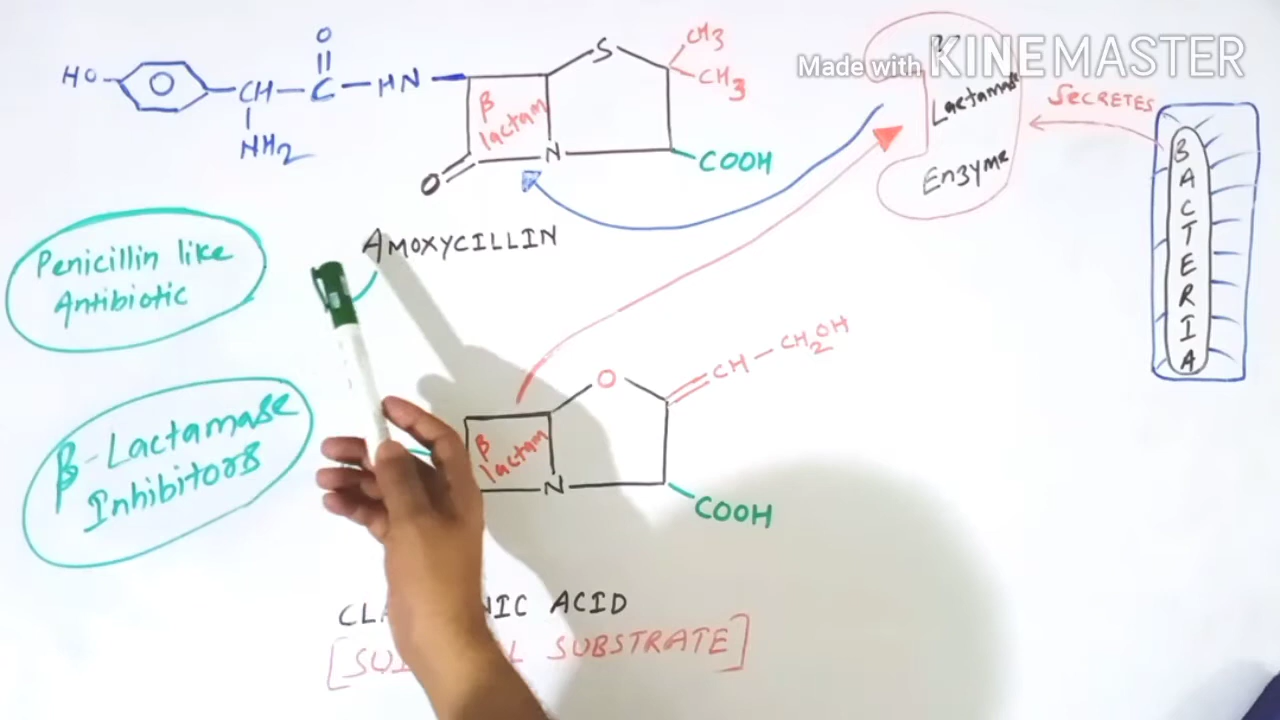 Made with KINEMASTER
O
HO
CH
C
HN
NH2
S
CH3
CH3
β
lactam
N
O
COOH
β
Lactamase
Enzyme
SECRETES
BACTERIA
AMOXYCILLIN
Penicillin like
Antibiotic
β-Lactamase
Inhibitors
O
CH
CH2OH
β
lactam
N
COOH
ACID
SUBSTRATE]